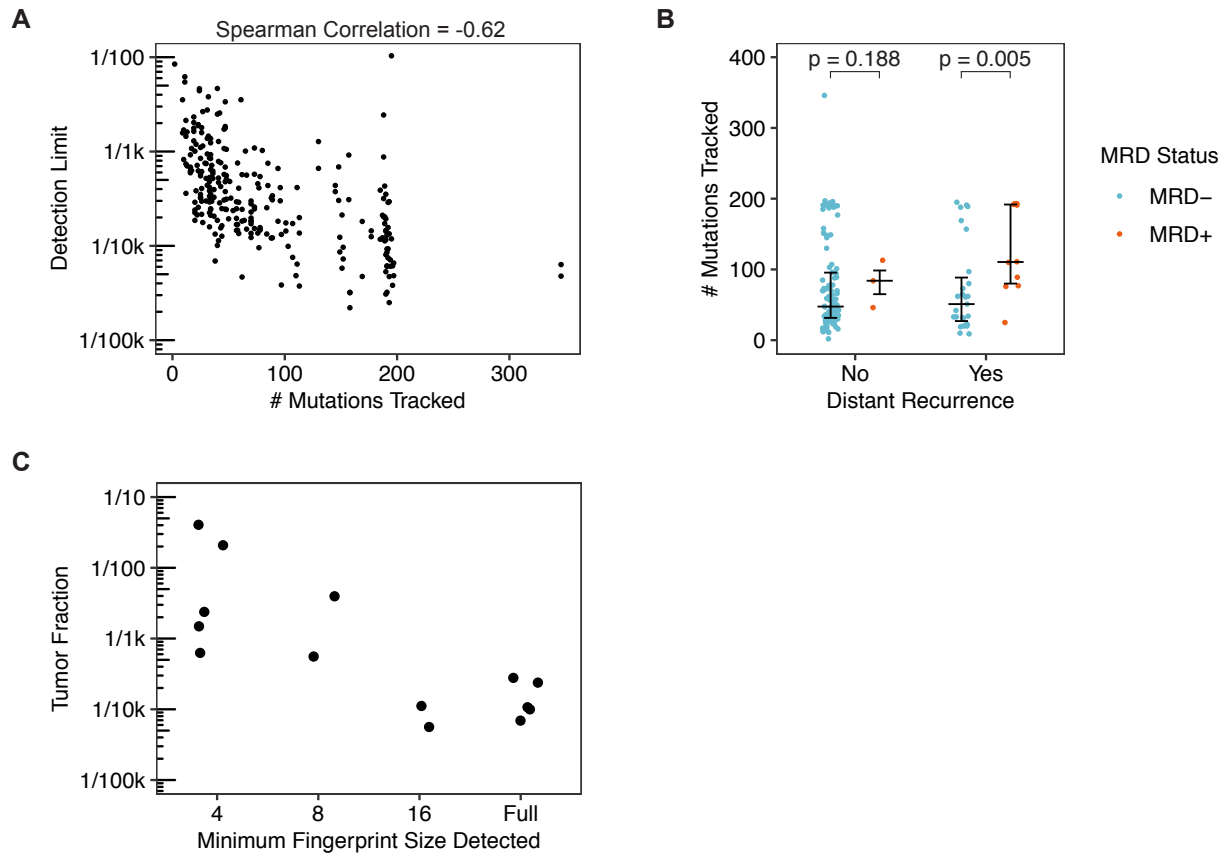 A
Spearman Correlation = -0.62
1/100
1/1k
1/10k
1/100k
Detection Limit
0 100 200 300
# Mutations Tracked
B
p = 0.188 p = 0.005
400
300
200
100
0
# Mutations Tracked
No Yes
Distant Recurrence
MRD Status
MRD−
MRD+
C
1/10
1/100
1/1k
1/10k
1/100k
Tumor Fraction
4 8 16 Full
Minimum Fingerprint Size Detected